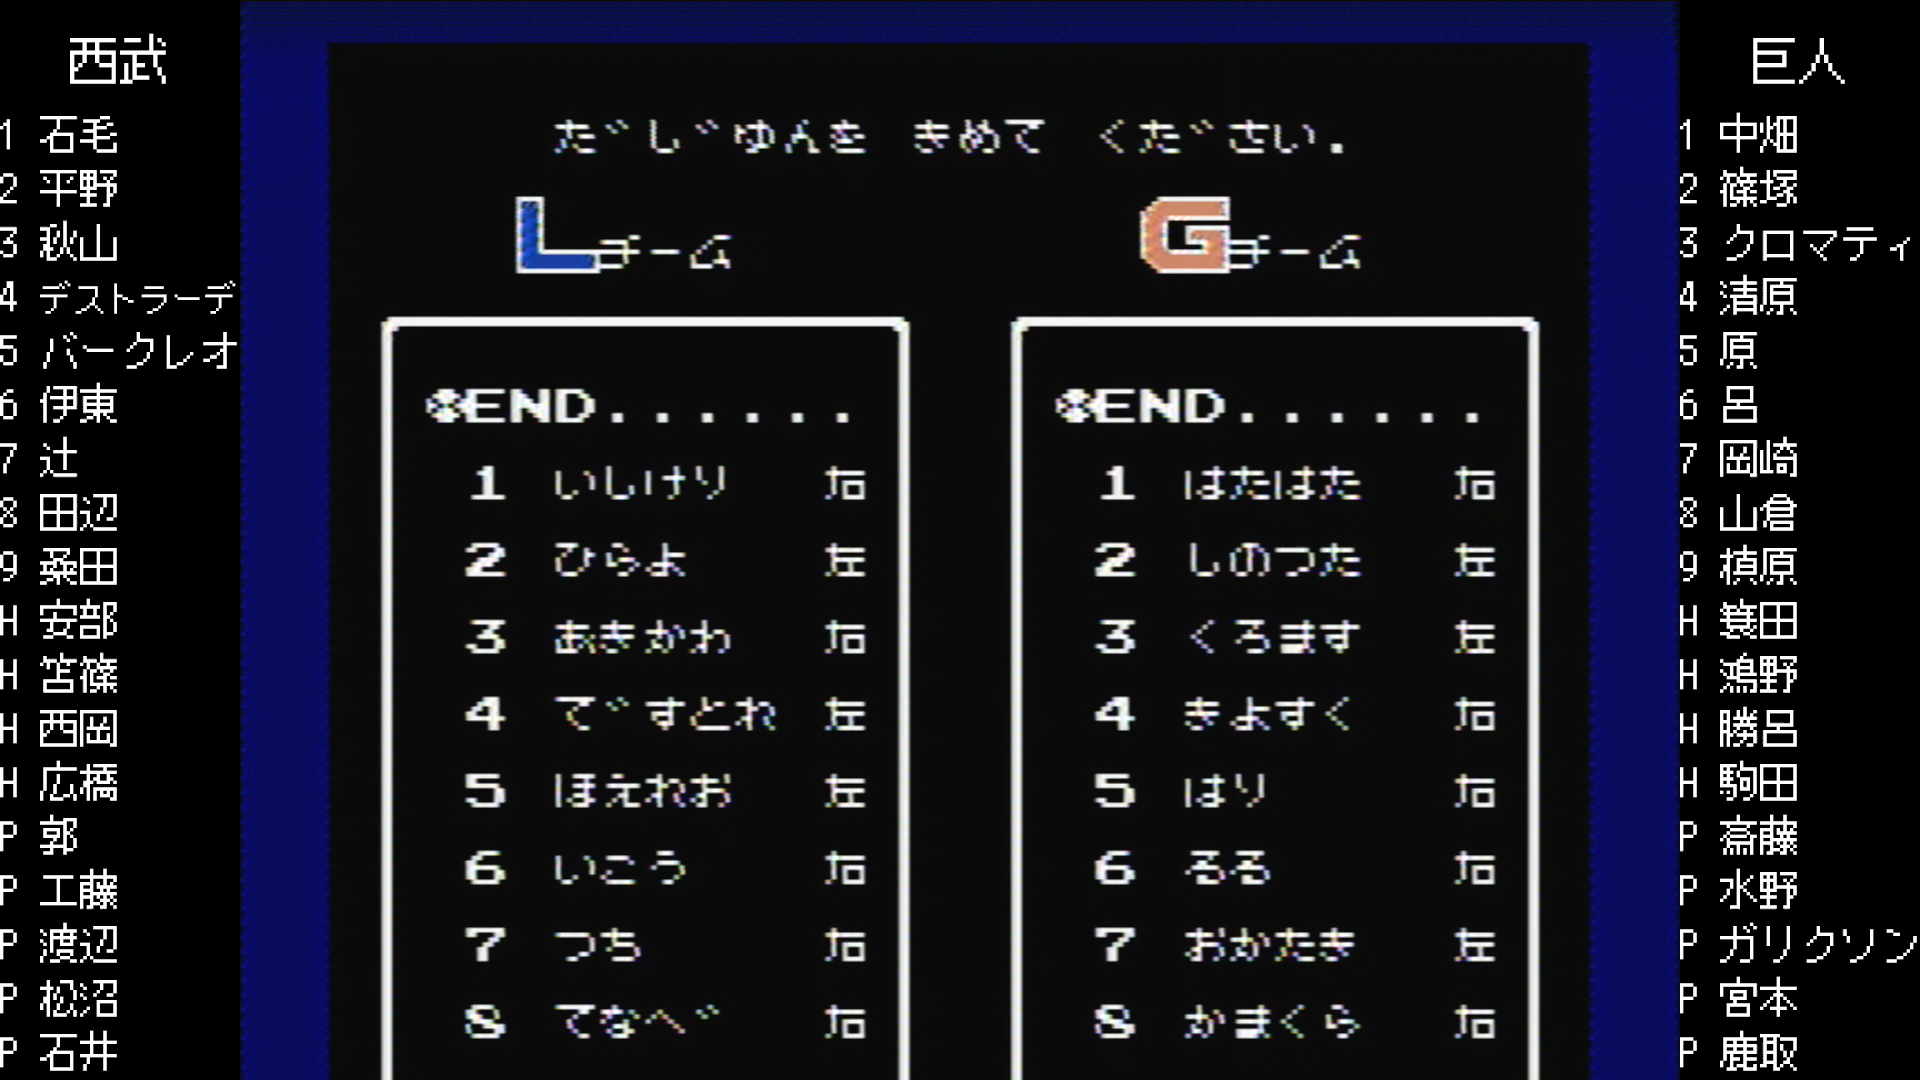 西武
1 石毛
2 平野
3 秋山
4 デストラーデ
5 バークレオ
6 伊東
7 辻
8 田辺
9 桑田
H 安部
H 笘篠
H 西岡
H 広橋
P 郭
P 工藤
P 渡辺
P 松沼
P 石井
だじゆんを きめて ください.
Lチーム
END......
1 いしけり 右
2 ひらよ 左
3 あきかわ 右
4 ですとれ 左
5 ほえれお 左
6 いこう 右
7 つち 右
8 てなべ 右
Gチーム
END......
1 はたはた 右
2 しのつた 左
3 くろます 左
4 きよすく 右
5 はり 右
6 るる 右
7 おかたき 左
8 かまくら 右
巨人
1 中畑
2 篠塚
3 クロマティ
4 清原
5 原
6 呂
7 岡崎
8 山倉
9 槙原
H 簑田
H 鴻野
H 勝呂
H 駒田
P 斎藤
P 水野
P ガリクソン
P 宮本
P 鹿取